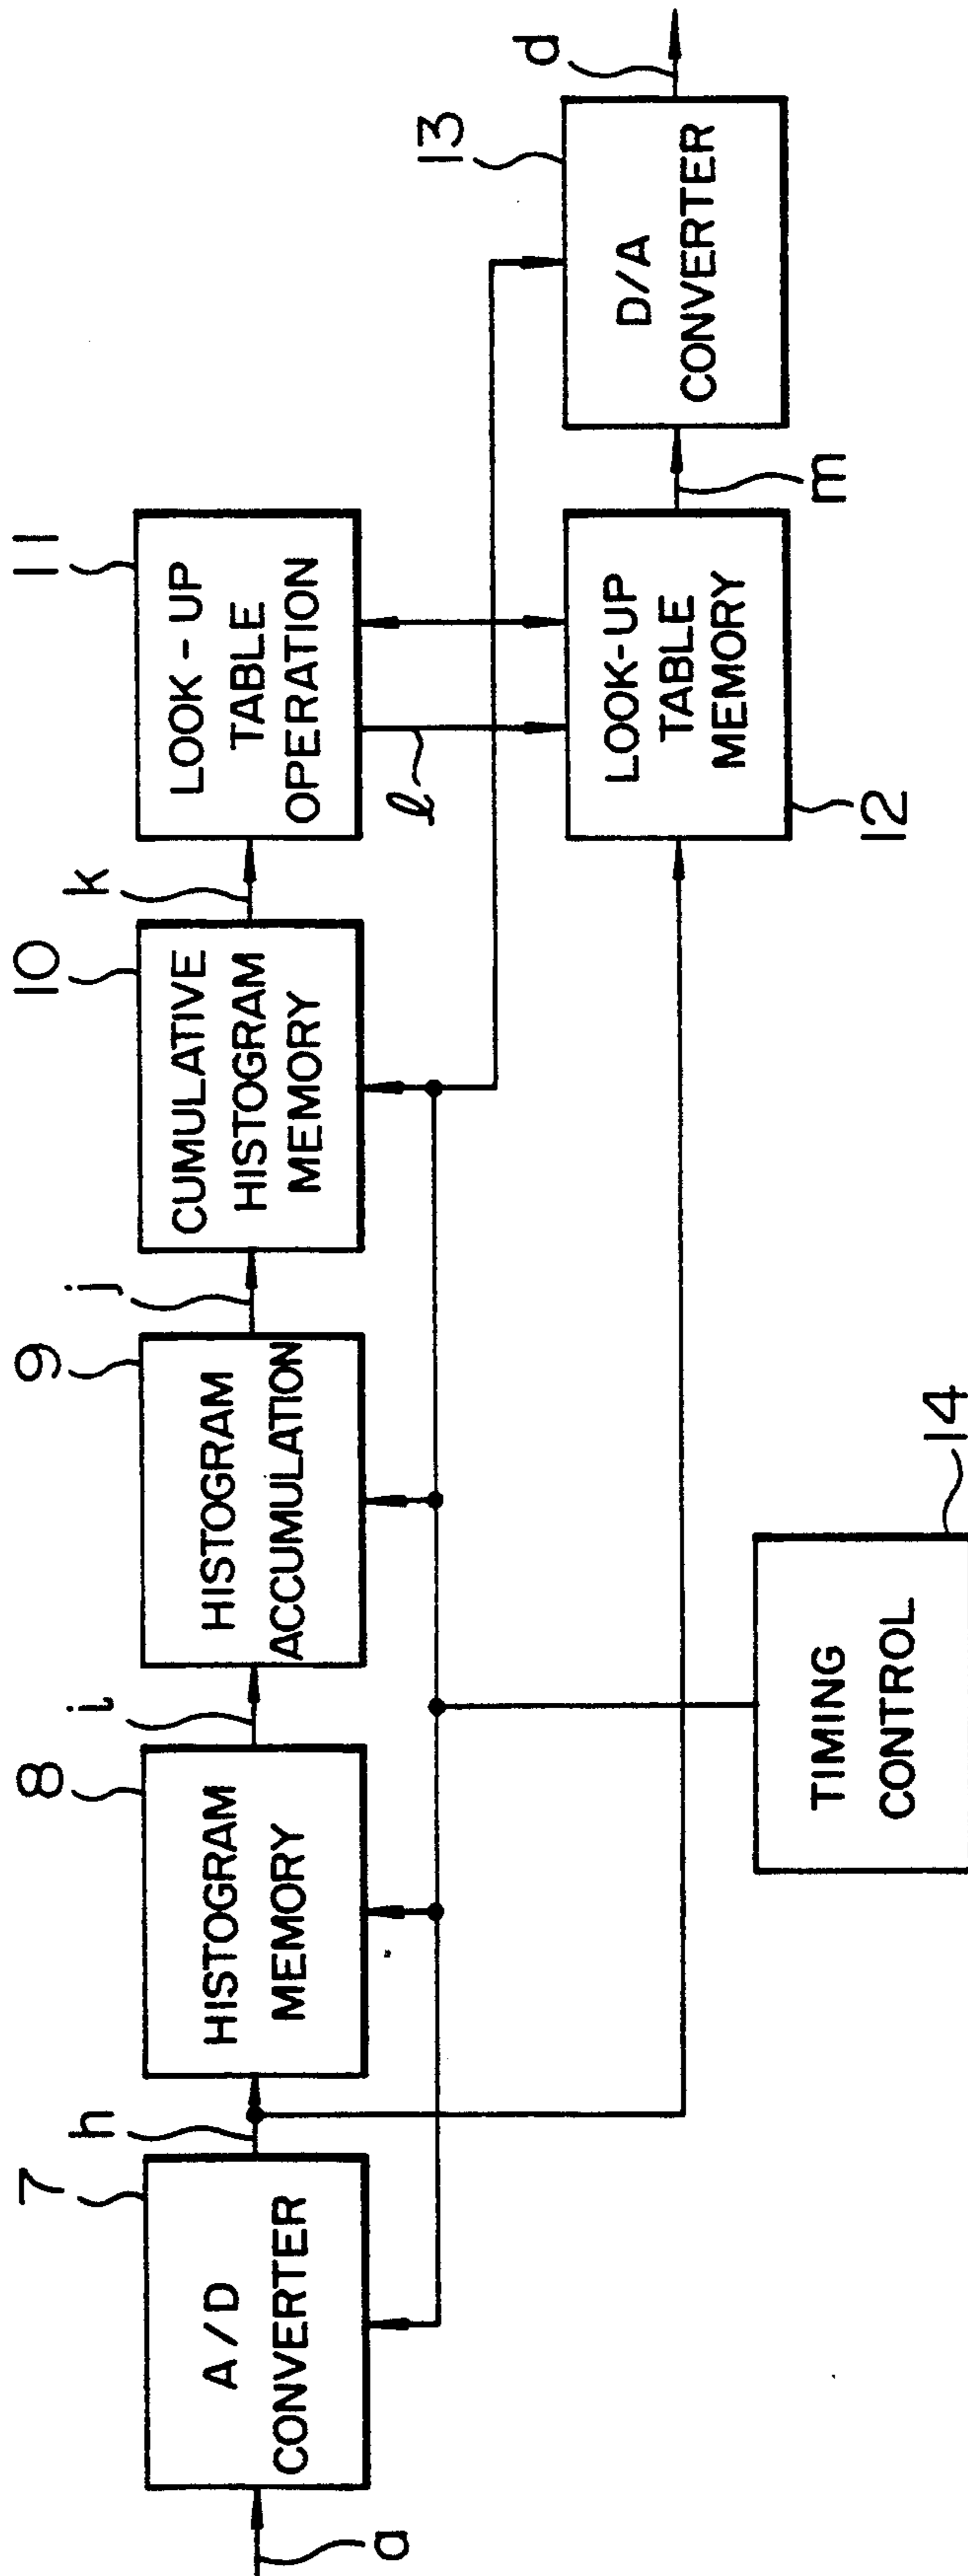 a
7
A/D
CONVERTER
h
8
HISTOGRAM
MEMORY
i
9
HISTOGRAM
ACCUMULATION
j
10
CUMULATIVE
HISTOGRAM
MEMORY
k
11
LOOK-UP
TABLE
OPERATION
ℓ
12
LOOK-UP
TABLE
MEMORY
m
13
D/A
CONVERTER
d
14
TIMING
CONTROL